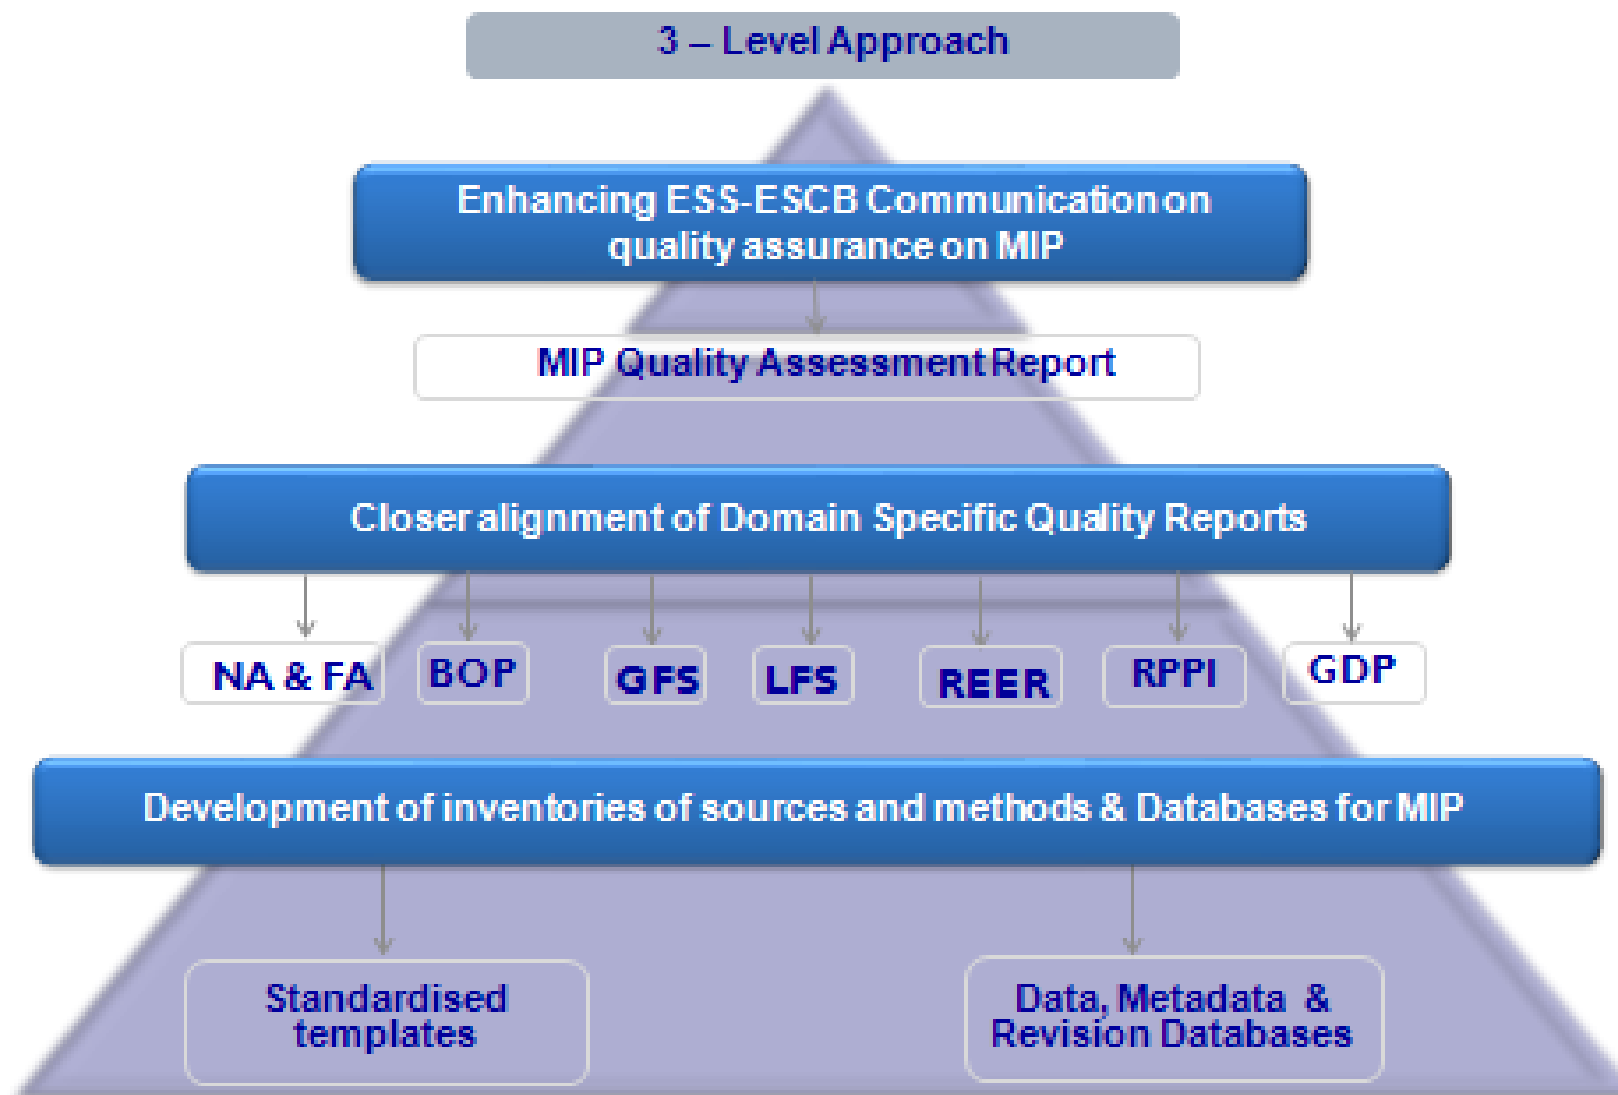 3 – Level Approach
Enhancing ESS-ESCB Communication on
quality assurance on MIP
MIP Quality Assessment Report
Closer alignment of Domain Specific Quality Reports
NA & FA
BOP
GFS
LFS
REER
RPPI
GDP
Development of inventories of sources and methods & Databases for MIP
Standardised
templates
Data, Metadata &
Revision Databases